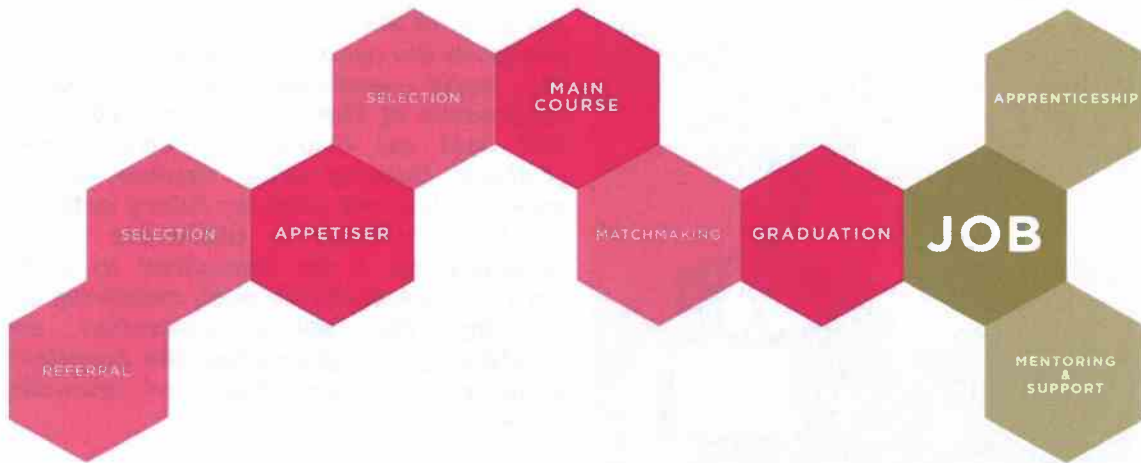 REFERRAL
SELECTION
APPETISER
SELECTION
MAIN
COURSE
MATCHMAKING
GRADUATION
JOB
APPRENTICESHIP
MENTORING
&
SUPPORT